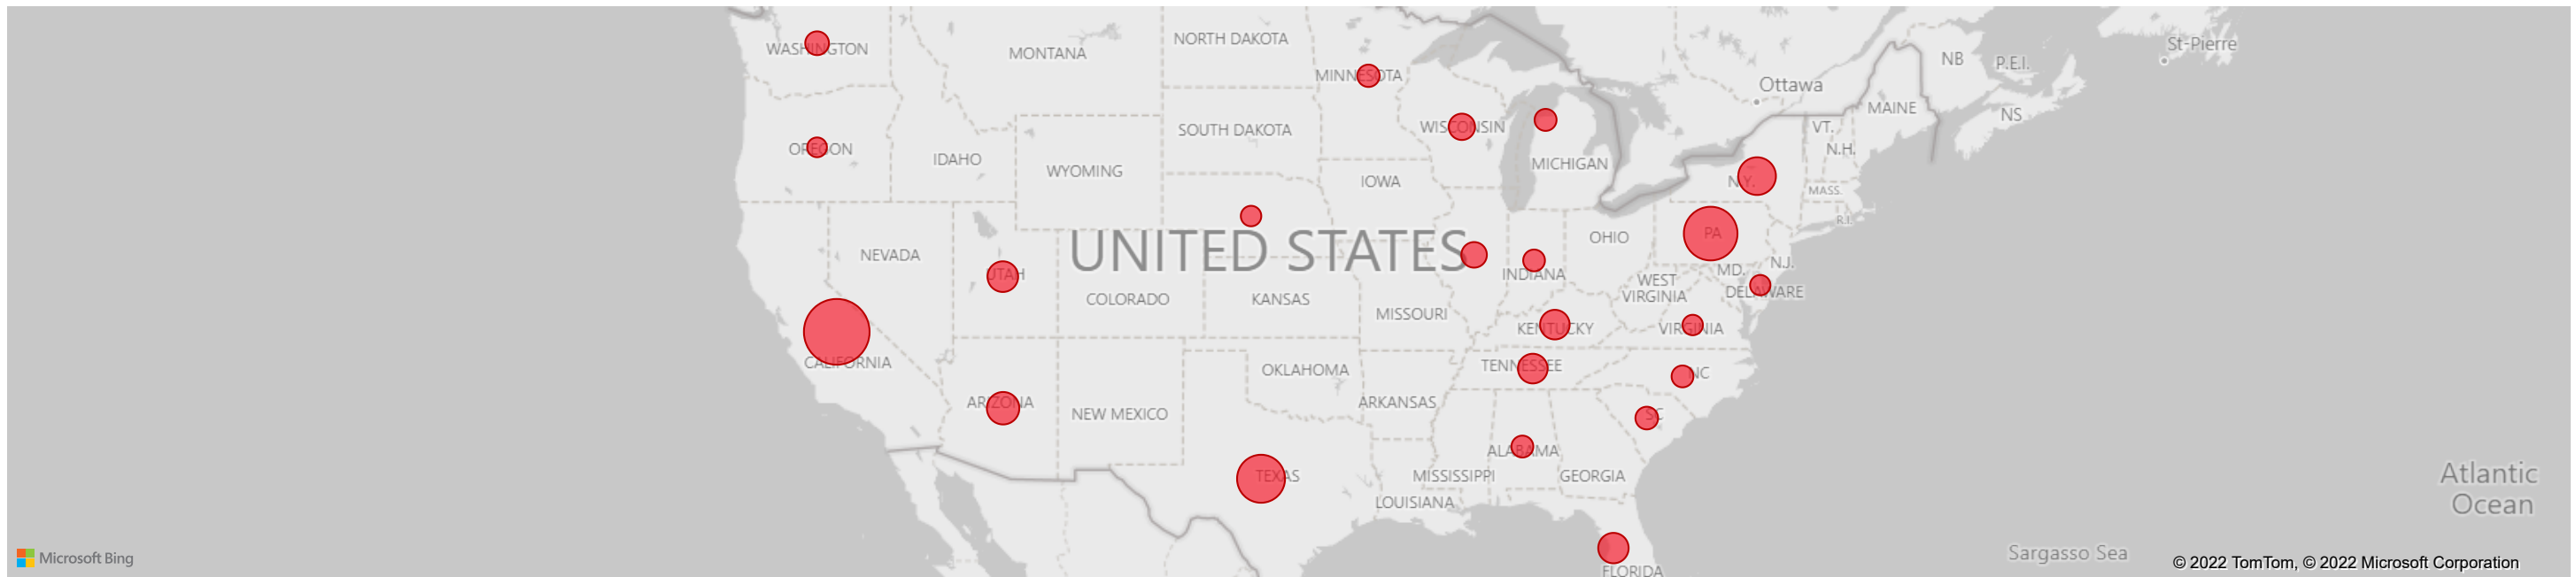 WASHINGTON
MONTANA
NORTH DAKOTA
MINNESOTA
St-Pierre
NB
P.E.I.
Ottawa
MAINE
NS
OREGON
IDAHO
WYOMING
SOUTH DAKOTA
WISCONSIN
MICHIGAN
VT.
N.H.
IOWA
N.Y.
MASS.
R.I.
NEVADA
UTAH
UNITED STATES
OHIO
PA
INDIANA
MD.
N.J.
WEST
VIRGINIA
DELAWARE
COLORADO
KANSAS
MISSOURI
KENTUCKY
VIRGINIA
CALIFORNIA
OKLAHOMA
TENNESSEE
NC
ARIZONA
NEW MEXICO
ARKANSAS
SC
TEXAS
MISSISSIPPI
ALABAMA
GEORGIA
LOUISIANA
FLORIDA
Atlantic
Ocean
Sargasso Sea
Microsoft Bing
© 2022 TomTom, © 2022 Microsoft Corporation